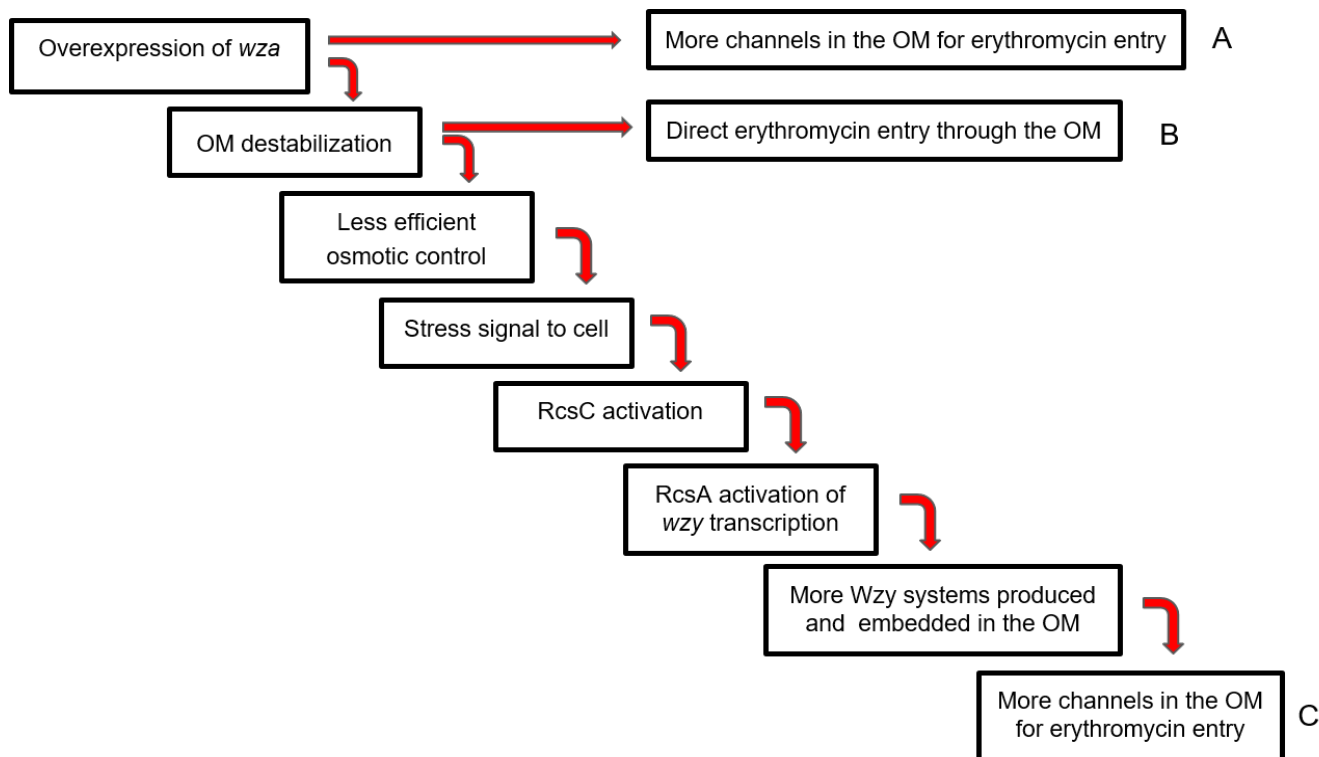 Overexpression of wza
More channels in the OM for erythromycin entry
A
OM destabilization
Direct erythromycin entry through the OM
B
Less efficient
osmotic control
Stress signal to cell
RcsC activation
RcsA activation of
wzy transcription
More Wzy systems produced
and embedded in the OM
More channels in the OM
for erythromycin entry
C